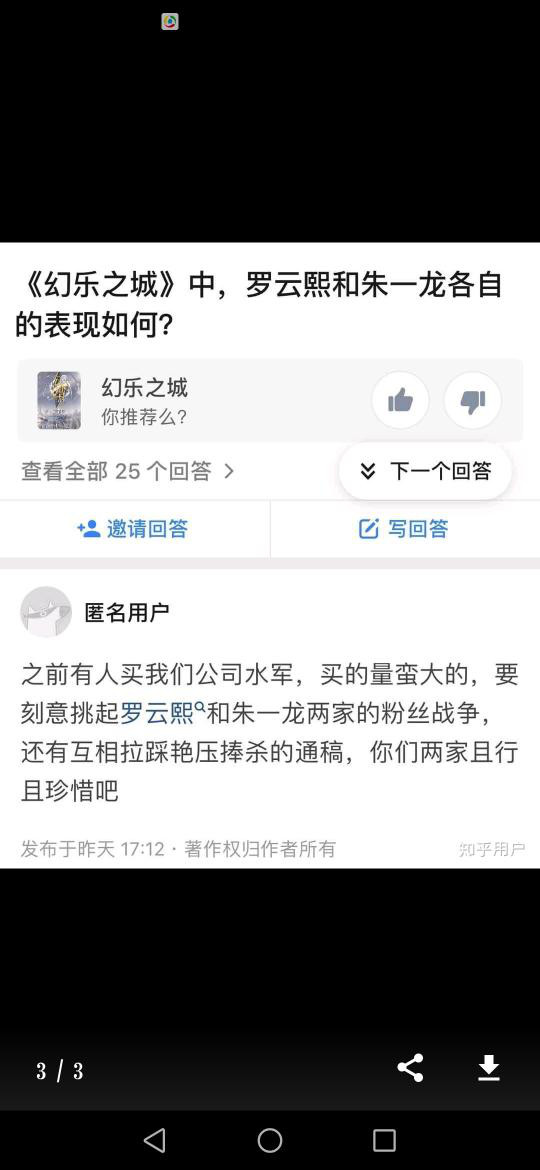 《幻乐之城》中，罗云熙和朱一龙各自
的表现如何？
幻乐之城
你推荐么？
查看全部 25 个回答
下一个回答
邀请回答
写回答
匿名用户
之前有人买我们公司水军，买的量蛮大的，要
刻意挑起罗云熙和朱一龙两家的粉丝战争，
还有互相拉踩艳压捧杀的通稿，你们两家且行
且珍惜吧
发布于昨天 17:12 · 著作权归作者所有
知乎用户
3 / 3